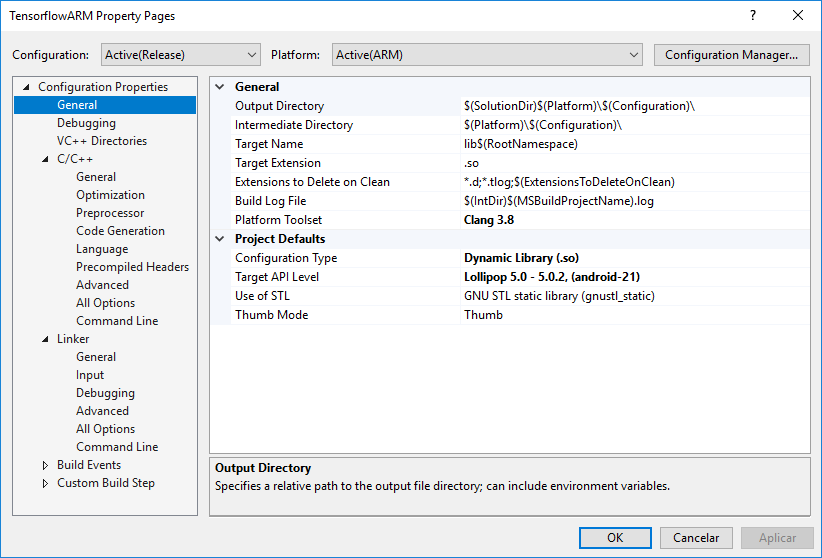 TensorflowARM Property Pages
?
Configuration: Active(Release) Platform: Active(ARM) Configuration Manager...
Configuration Properties
General
Debugging
VC++ Directories
C/C++
General
Optimization
Preprocessor
Code Generation
Language
Precompiled Headers
Advanced
All Options
Command Line
Linker
General
Input
Debugging
Advanced
All Options
Command Line
Build Events
Custom Build Step
General
Output Directory $(SolutionDir)$(Platform)\$(Configuration)\
Intermediate Directory $(Platform)\$(Configuration)\
Target Name lib$(RootNamespace)
Target Extension .so
Extensions to Delete on Clean *.d;*.tlog;$(ExtensionsToDeleteOnClean)
Build Log File $(IntDir)$(MSBuildProjectName).log
Platform Toolset Clang 3.8
Project Defaults
Configuration Type Dynamic Library (.so)
Target API Level Lollipop 5.0 - 5.0.2, (android-21)
Use of STL GNU STL static library (gnustl_static)
Thumb Mode Thumb
Output Directory
Specifies a relative path to the output file directory; can include environment variables.
OK Cancelar Aplicar